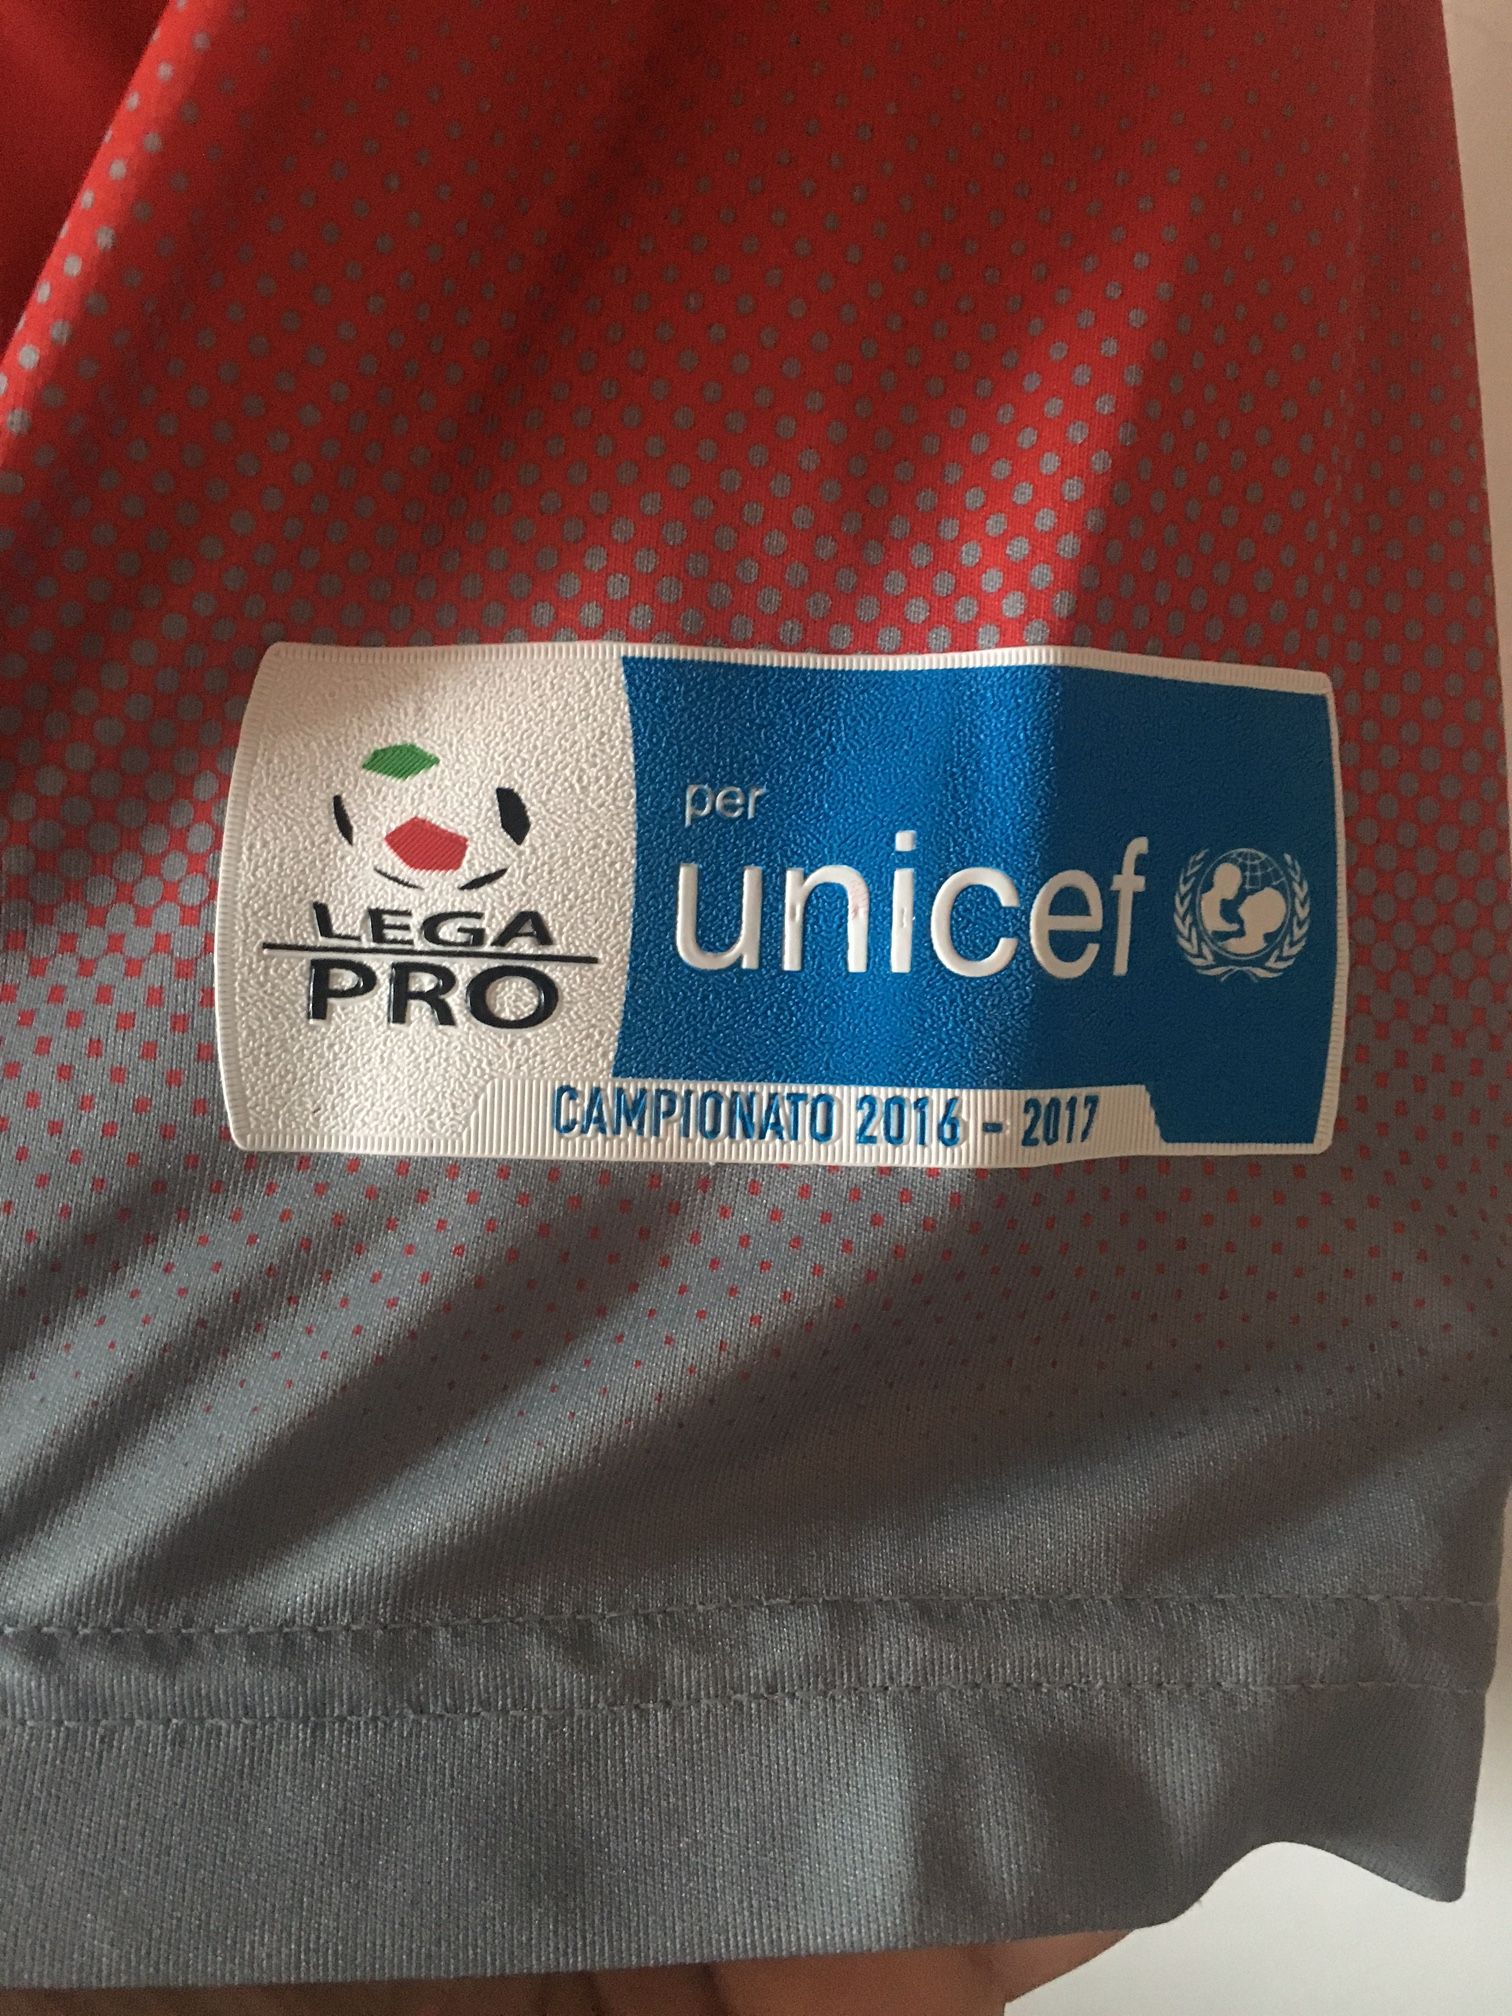 LEGA
PRO
per
unicef
CAMPIONATO 2016 - 2017